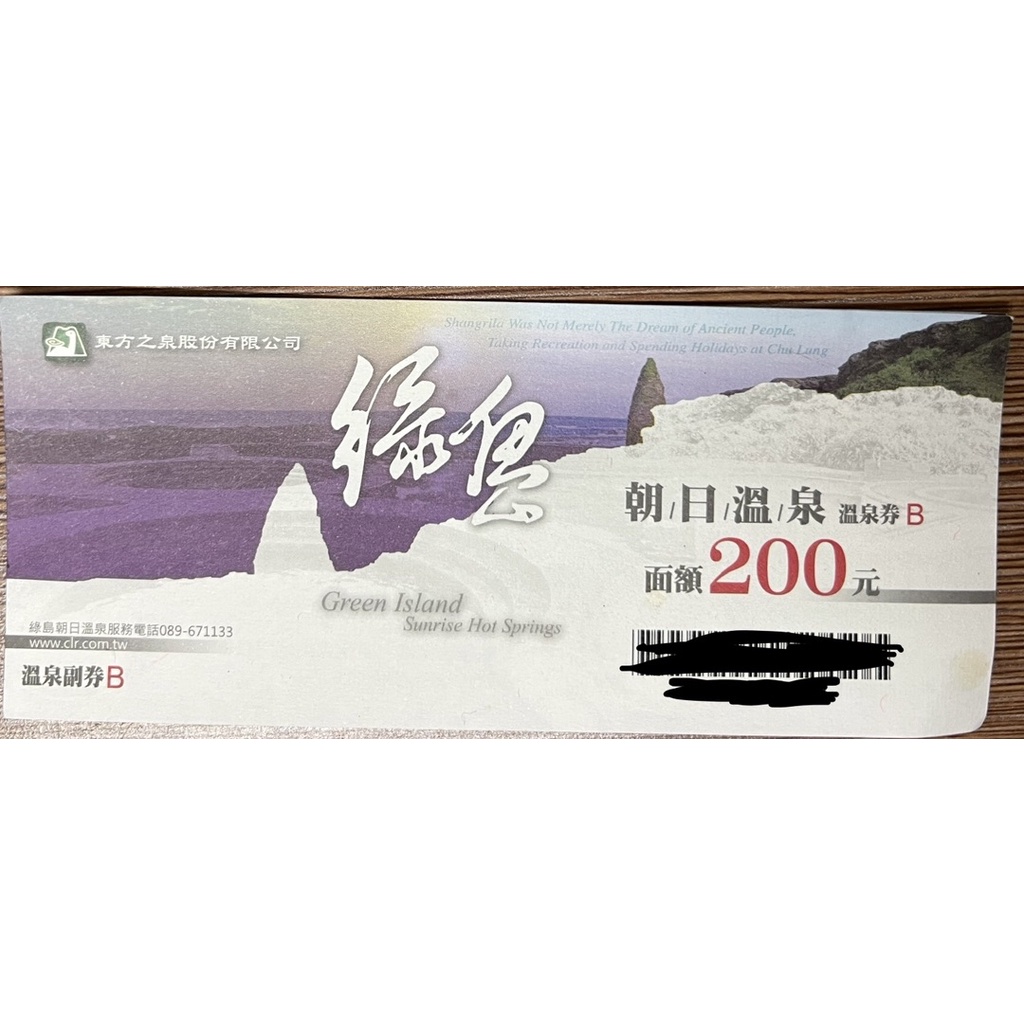 東方之泉股份有限公司
Shangrila Was Not Merely The Dream of Ancient People,
Taking Recreation and Spending Holidays at Chu Lung
綠島
朝/日/溫/泉 溫泉券B
面額200元
Green Island
Sunrise Hot Springs
綠島朝日溫泉服務電話089-671133
www.clr.com.tw
溫泉副券B